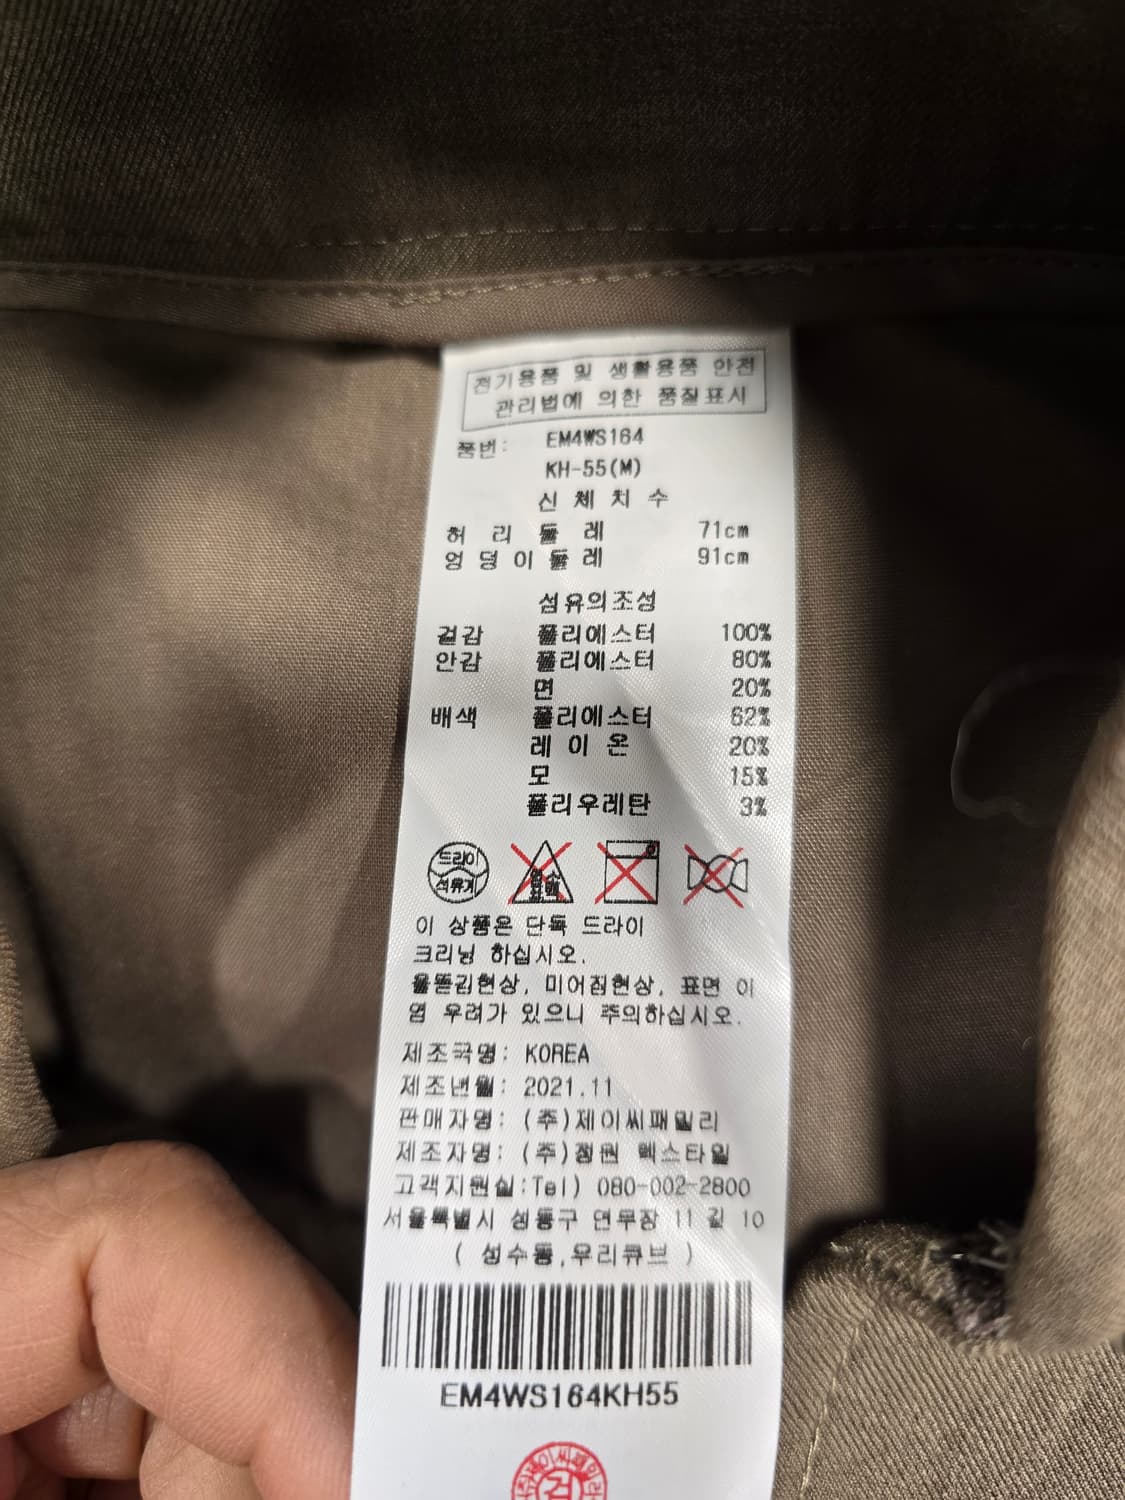 전기용품 및 생활용품 안전
관리법에 의한 품질표시
품번: EM4WS164
KH-55(M)
신 체 치 수
허 리 둘 레 71cm
엉 덩 이 둘 레 91cm
섬유의조성
겉감 폴리에스터 100%
안감 폴리에스터 80%
면 20%
배색 폴리에스터 62%
레 이 온 20%
모 15%
폴리우레탄 3%
드라이
석유계
염소
표백
이 상품은 단독 드라이
크리닝 하십시오.
올뜯김현상, 미어짐현상, 표면 이
염 우려가 있으니 주의하십시오.
제조국명: KOREA
제조년월: 2021.11
판매자명: (주)제이씨패밀리
제조자명: (주)정원 텍스타일
고객지원실:Tel) 080-002-2800
서울특별시 성동구 연무장 11 길 10
( 성수동,우리큐브 )
EM4WS164KH55